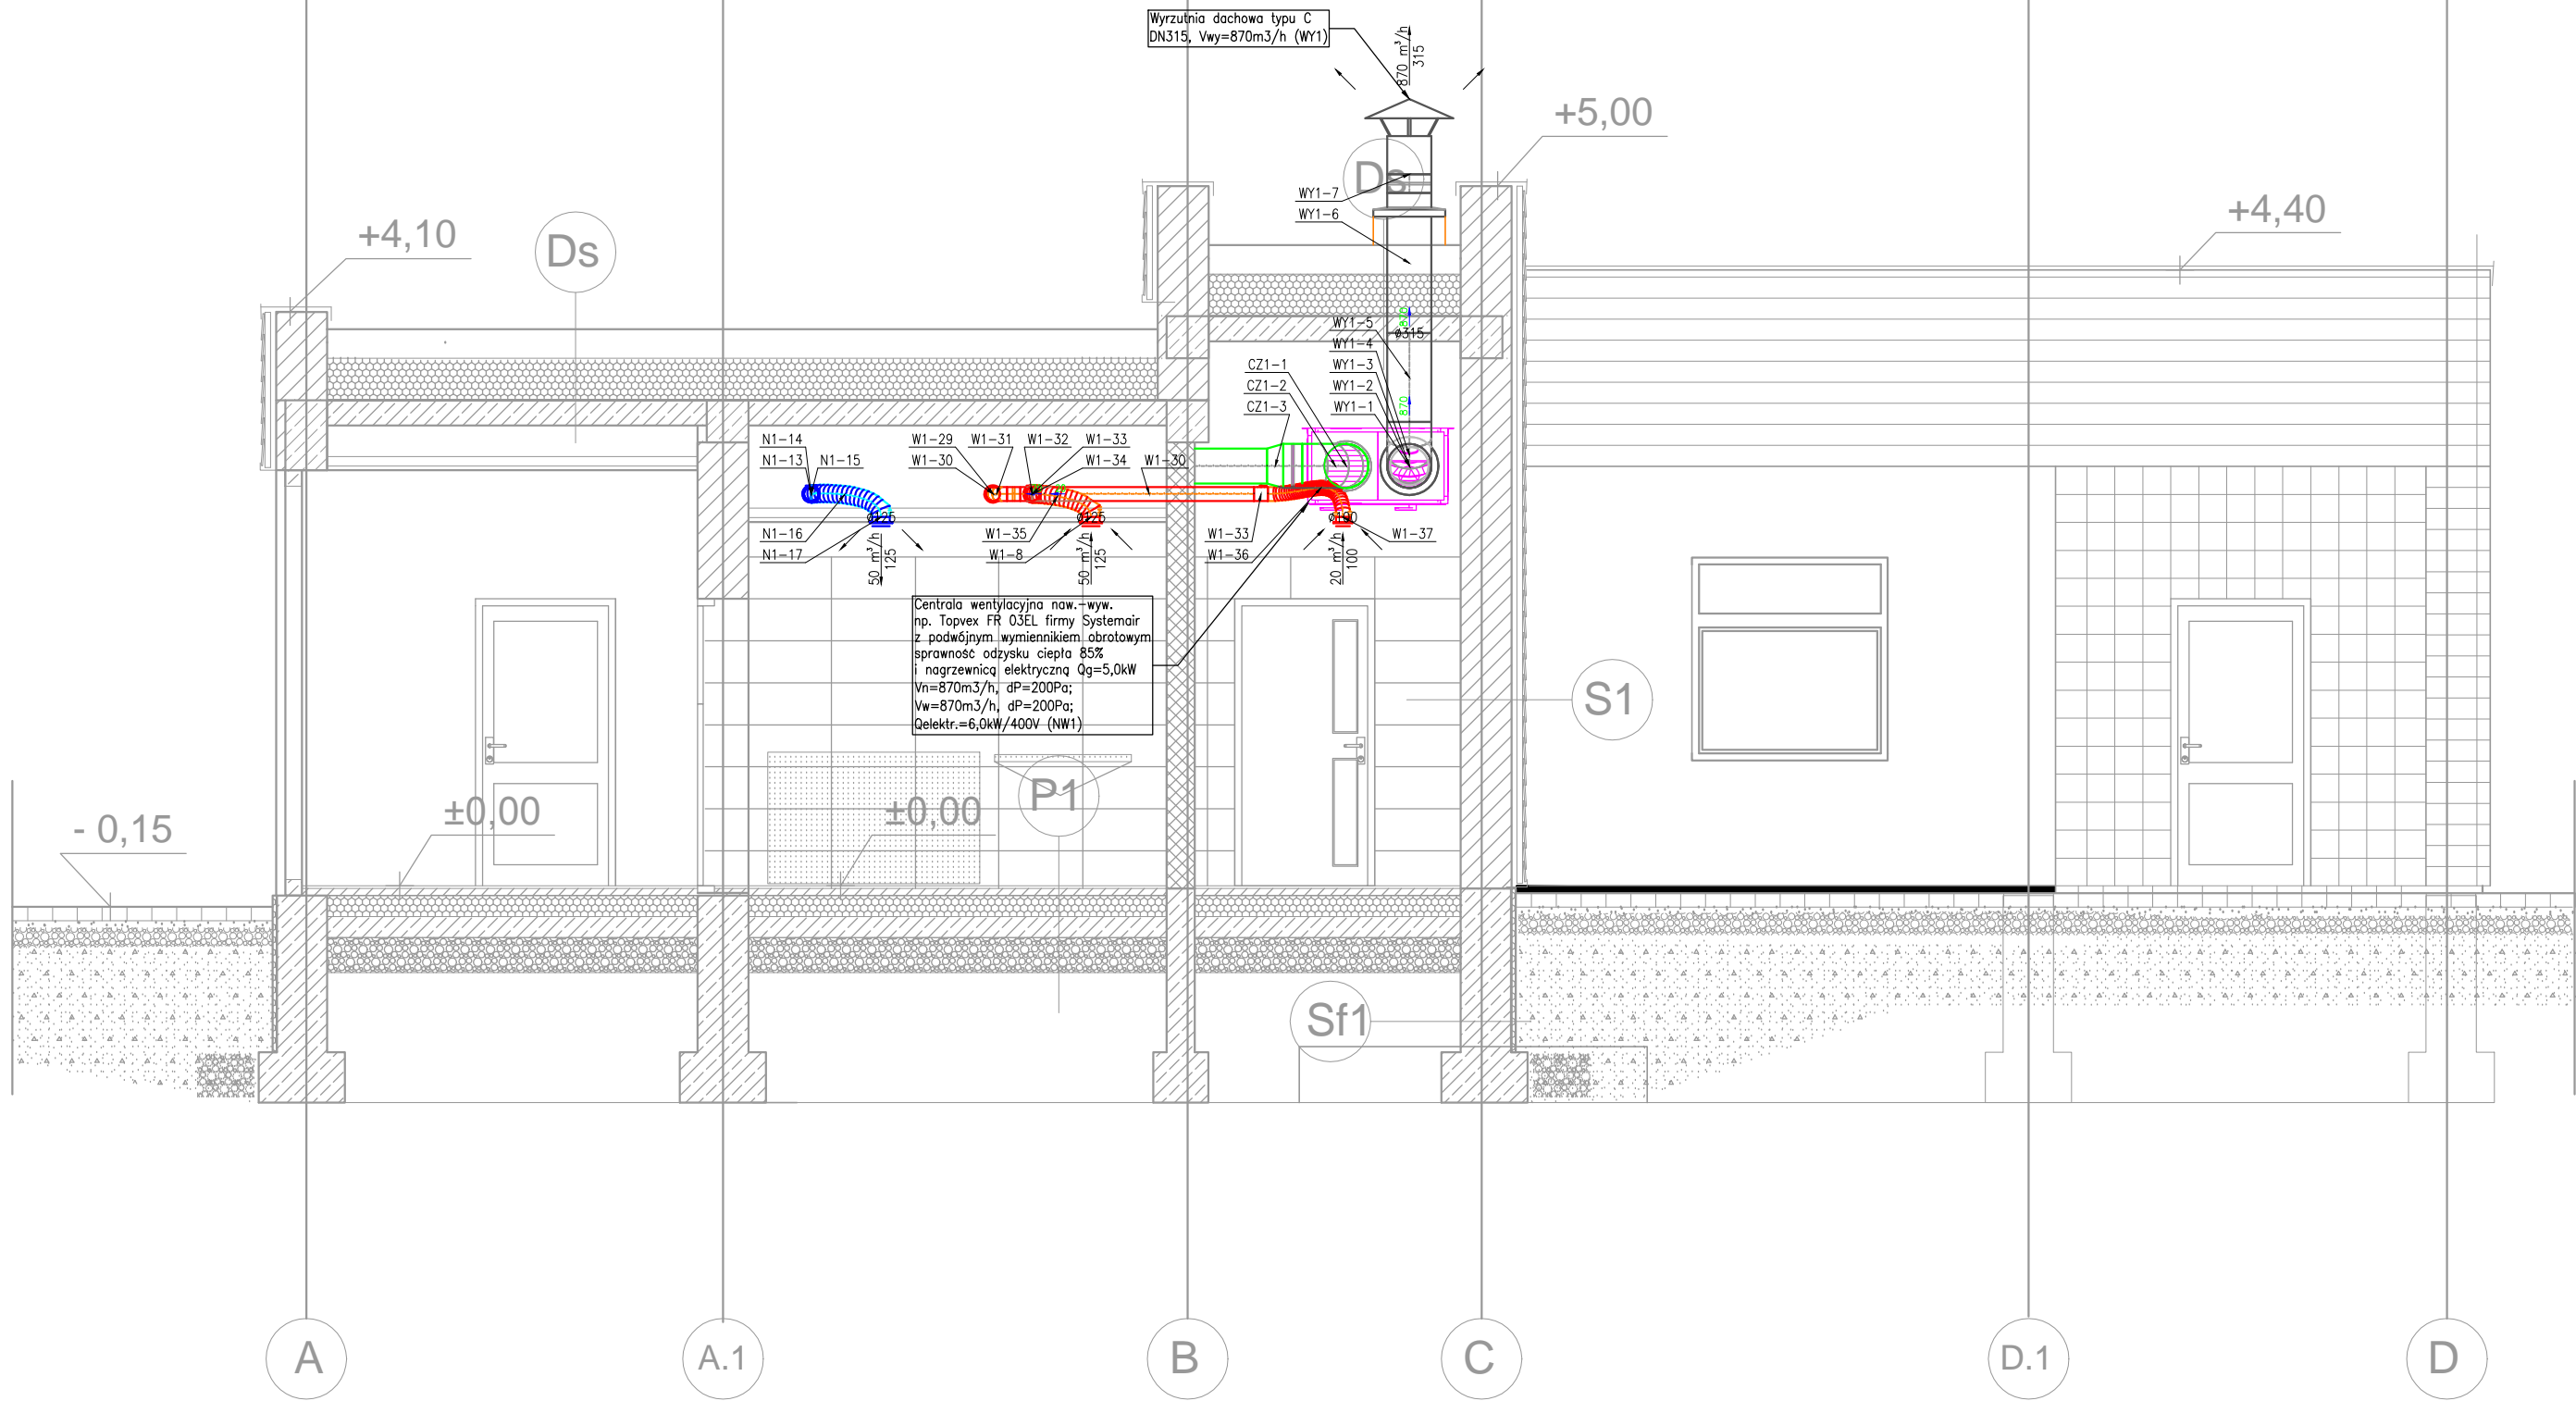 Wyrzutnia dachowa typu C
DN315, Vwy=870m3/h (WY1)
870 m³/h
315
+5,00
Ds
WY1-7
WY1-6
+4,40
+4,10
Ds
WY1-5
870
ø315
WY1-4
CZ1-1
WY1-3
CZ1-2
WY1-2
CZ1-3
WY1-1
870
N1-14
W1-29
W1-31
W1-32
W1-33
N1-13
N1-15
W1-30
W1-34
W1-30
ø125
ø125
ø100
N1-16
W1-35
W1-33
W1-37
N1-17
W1-8
W1-36
50 m³/h
125
50 m³/h
125
20 m³/h
100
Centrala wentylacyjna naw.-wyw.
np. Topvex FR 03EL firmy Systemair
z podwójnym wymiennikiem obrotowym
sprawność odzysku ciepła 85%
i nagrzewnicą elektryczną Qg=5,0kW
Vn=870m3/h, dP=200Pa;
Vw=870m3/h, dP=200Pa;
Qelektr.=6,0kW/400V (NW1)
S1
P1
±0,00
±0,00
- 0,15
Sf1
A
A.1
B
C
D.1
D